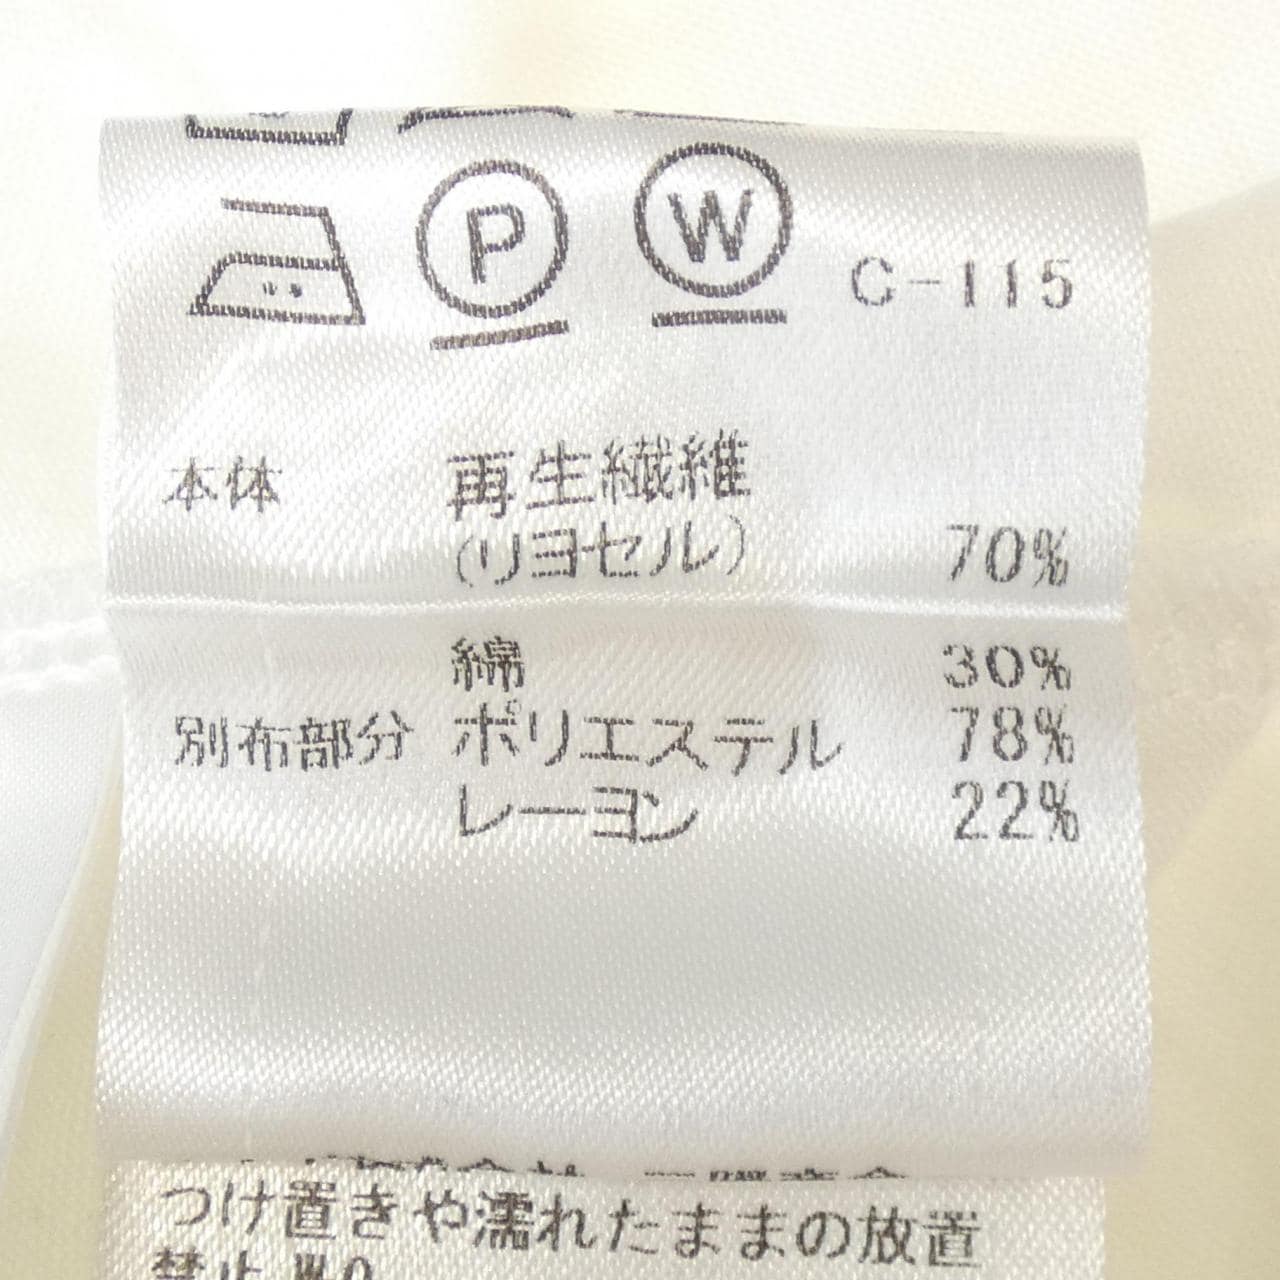 P W C-115
本体 再生繊維
(リヨセル) 70%
綿 30%
別布部分 ポリエステル 78%
レーヨン 22%
つけ置きや濡れたままの放置
禁止